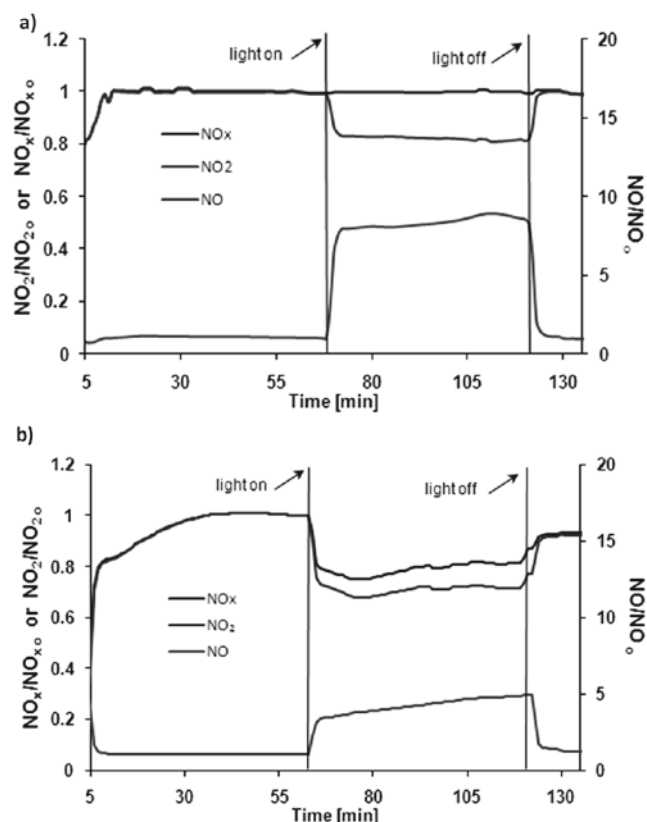 a)
light on
light off
NO₂/NO₂ₒ or NOₓ/NOₓₒ
1.2
1
0.8
0.6
0.4
0.2
0
NOx
NO2
NO
20
15
10
5
0
NO/NOₒ
5 30 55 80 105 130
Time [min]
b)
light on
light off
NOₓ/NOₓₒ or NO₂/NO₂ₒ
1.2
1
0.8
0.6
0.4
0.2
0
NOx
NO₂
NO
20
15
10
5
0
NO/NOₒ
5 30 55 80 105 130
Time [min]